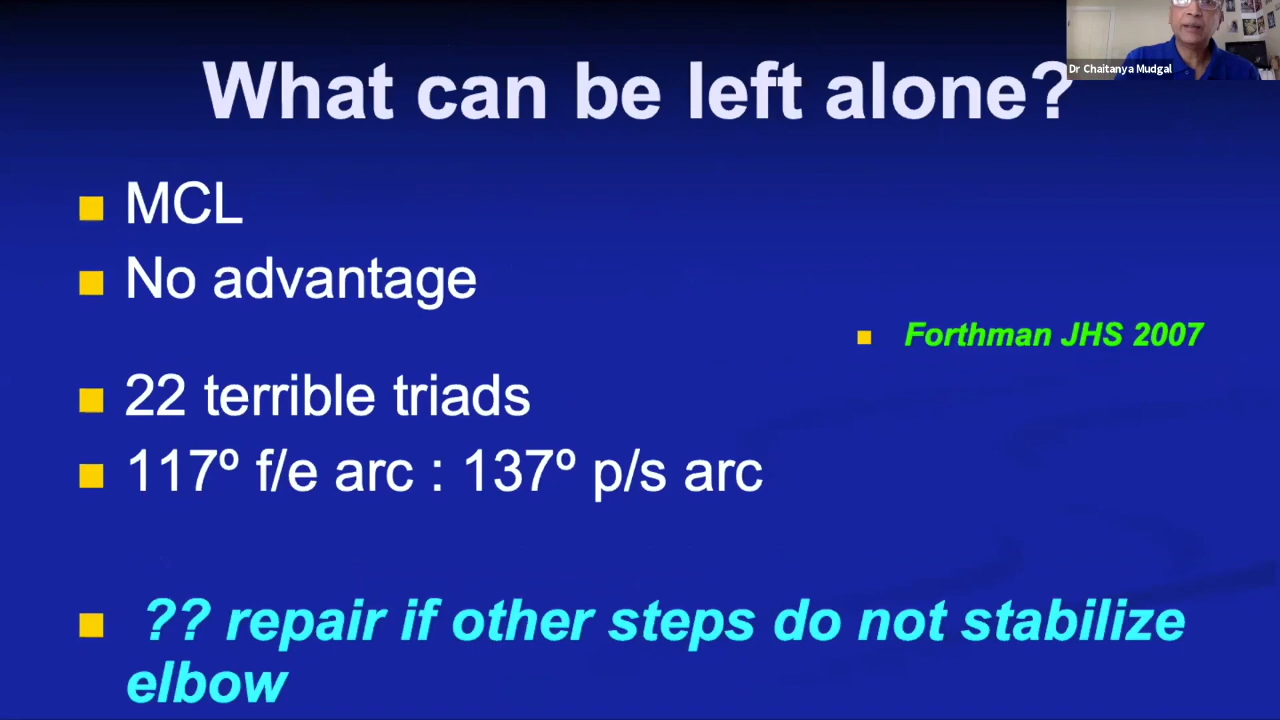 Dr Chaitanya Mudgal
What can be left alone?
MCL
No advantage
Forthman JHS 2007
22 terrible triads
117º f/e arc : 137º p/s arc
?? repair if other steps do not stabilize
elbow